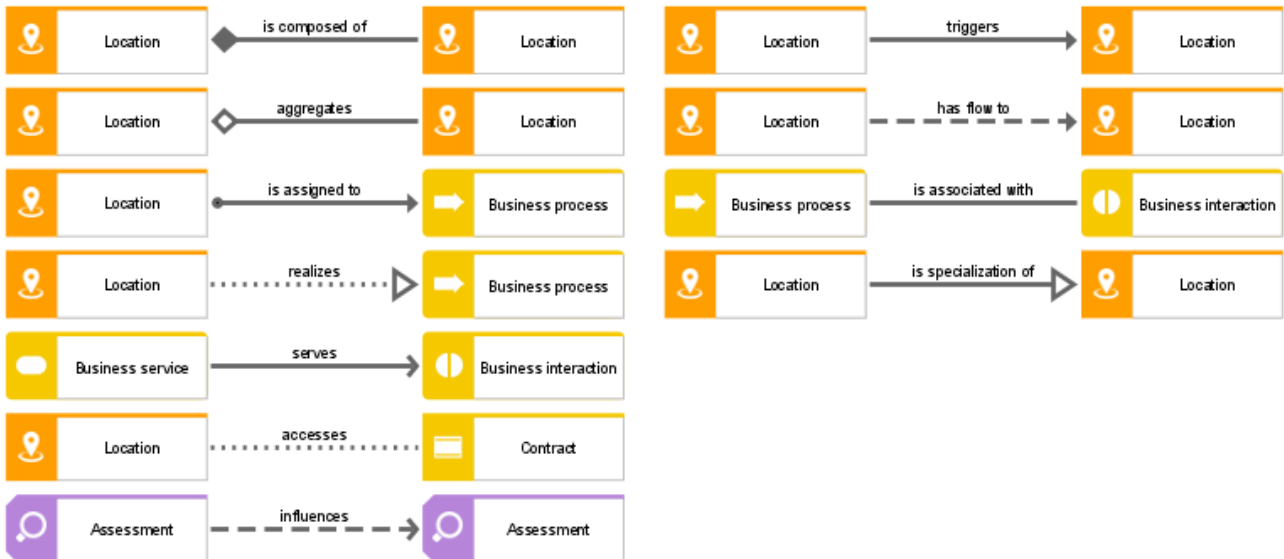 Location is composed of Location
Location aggregates Location
Location is assigned to Business process
Location realizes Business process
Business service serves Business interaction
Location accesses Contract
Assessment influences Assessment
Location triggers Location
Location has flow to Location
Business process is associated with Business interaction
Location is specialization of Location